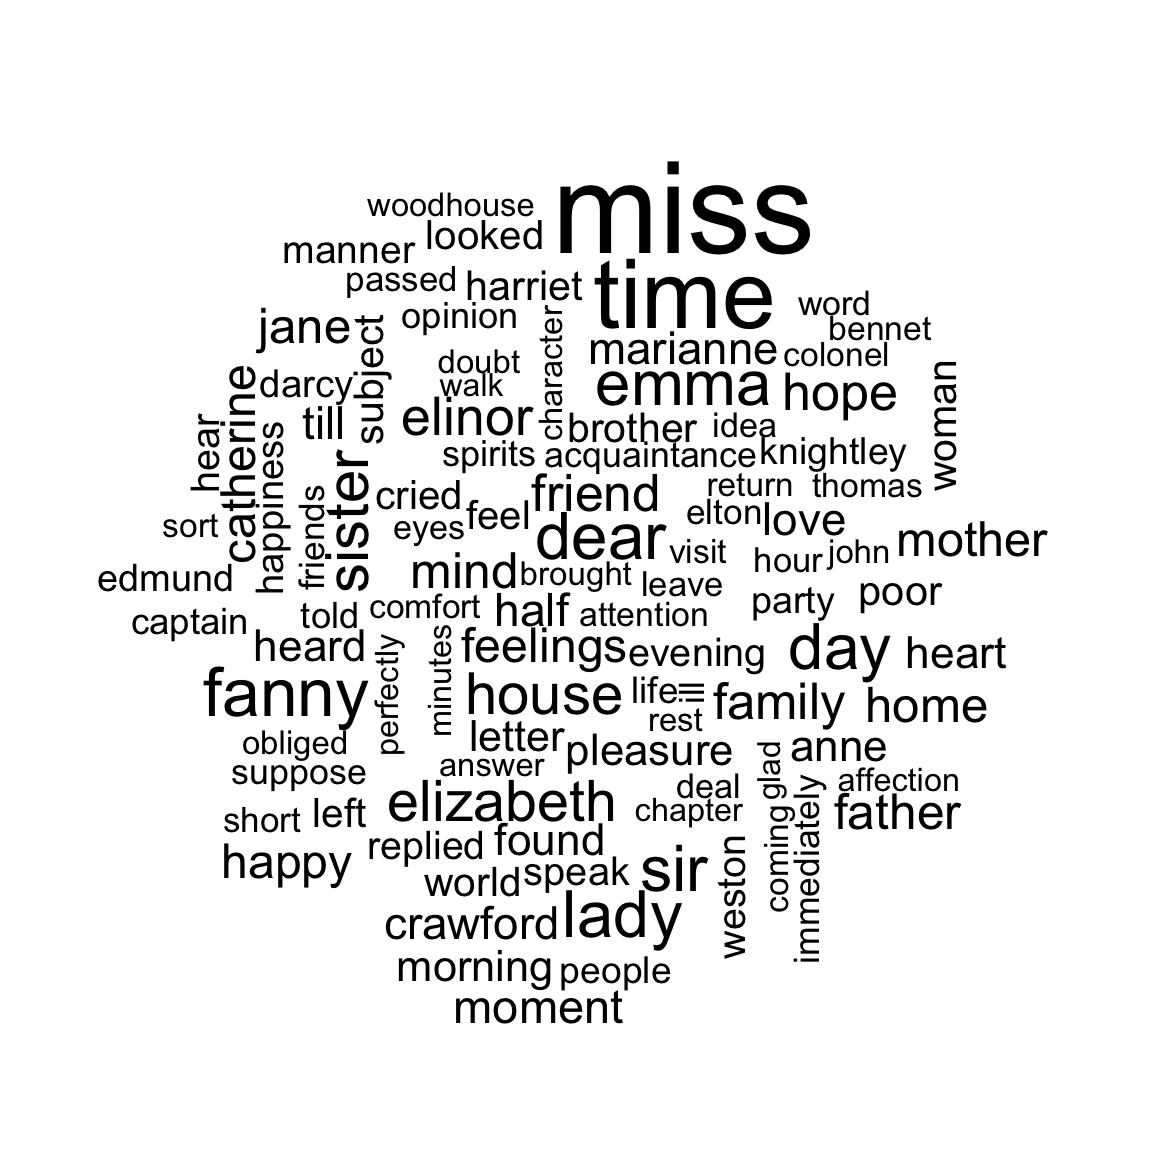 miss
woodhouse
looked
manner
passed
harriet
time
word
jane
opinion
character
bennet
subject
marianne
colonel
doubt
walk
darcy
emma
hope
woman
catherine
till
elinor
brother
idea
hear
happiness
spirits
acquaintance
knightley
sister
cried
friend
return
thomas
friends
eyes
feel
elton
love
sort
dear
visit
hour
john
mother
edmund
mind
brought
leave
party
poor
captain
told
comfort
half
attention
heard
perfectly
minutes
feelings
evening
day
heart
fanny
house
life
rest
family
home
obliged
letter
pleasure
glad
anne
suppose
answer
deal
affection
short
left
elizabeth
chapter
coming
immediately
father
happy
replied
found
world
speak
sir
weston
crawford
lady
morning
people
moment